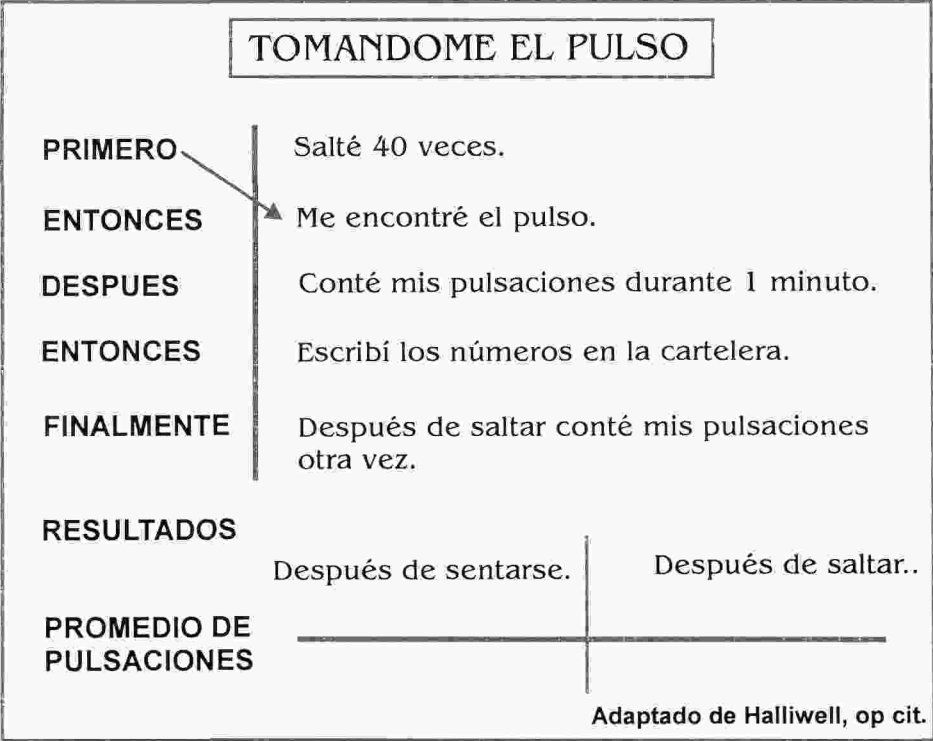 TOMANDOME EL PULSO
PRIMERO Salté 40 veces.
ENTONCES Me encontré el pulso.
DESPUES Conté mis pulsaciones durante 1 minuto.
ENTONCES Escribí los números en la cartelera.
FINALMENTE Después de saltar conté mis pulsaciones
otra vez.
RESULTADOS
Después de sentarse. Después de saltar..
PROMEDIO DE
PULSACIONES
Adaptado de Halliwell, op cit.